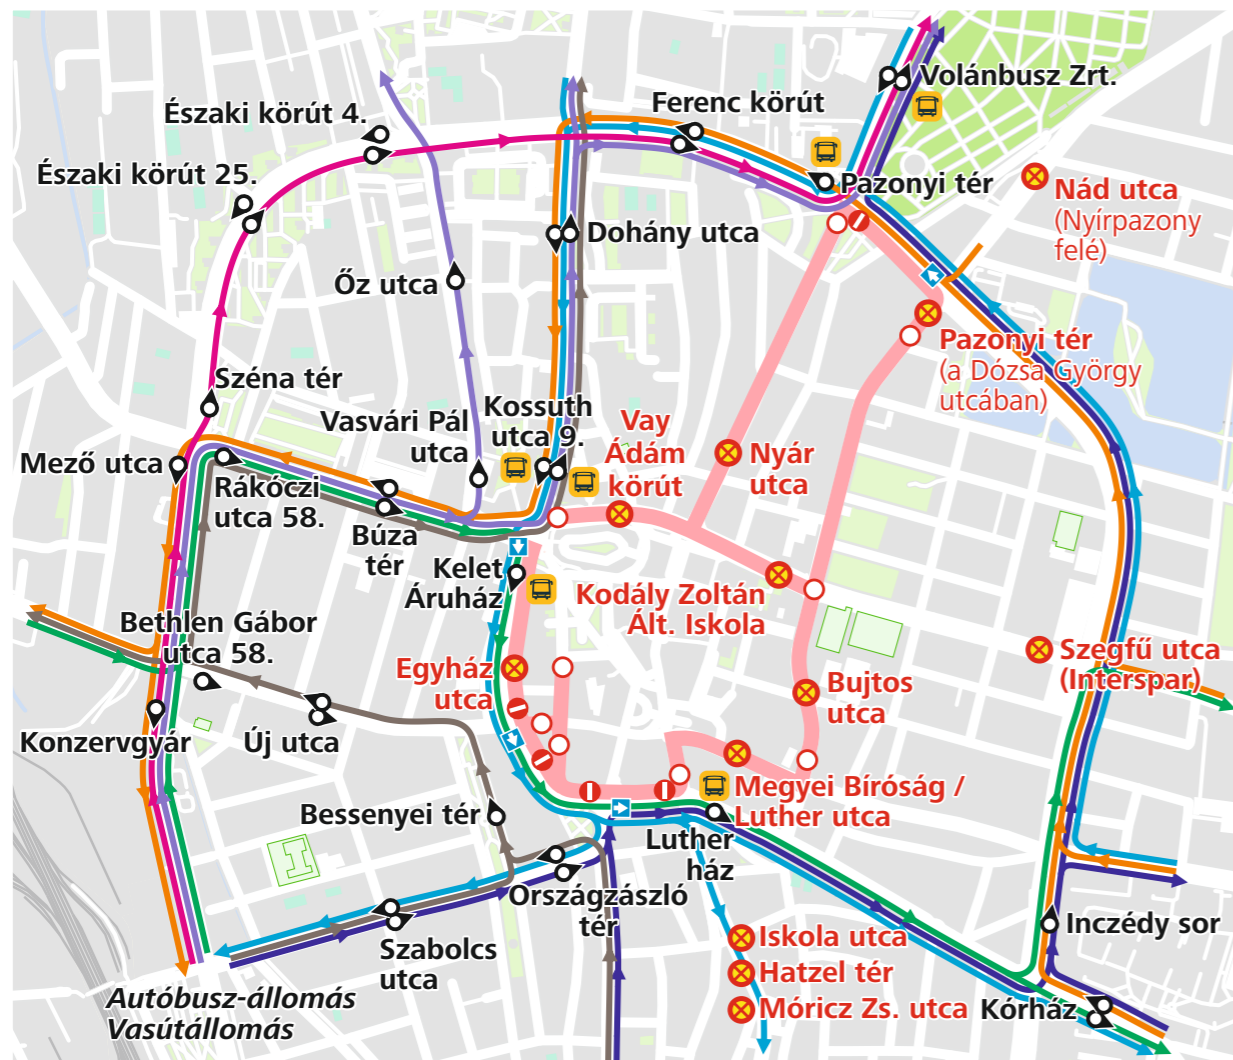 Volánbusz Zrt.
Ferenc körút
Északi körút 4.
Északi körút 25.
Pazonyi tér
Nád utca
(Nyírpazony
felé)
Dohány utca
Őz utca
Pazonyi tér
(a Dózsa György
utcában)
Széna tér
Vasvári Pál
utca
Kossuth
utca 9.
Vay
Ádám
körút
Nyár
utca
Mező utca
Rákóczi
utca 58.
Búza
tér
Kelet
Áruház
Kodály Zoltán
Ált. Iskola
Bethlen Gábor
utca 58.
Egyház
utca
Bujtos
utca
Szegfű utca
(Interspar)
Konzervgyár
Új utca
Bessenyei tér
Megyei Bíróság /
Luther utca
Luther
ház
Országzászló
tér
Szabolcs
utca
Iskola utca
Hatzel tér
Móricz Zs. utca
Inczédy sor
Kórház
Autóbusz-állomás
Vasútállomás